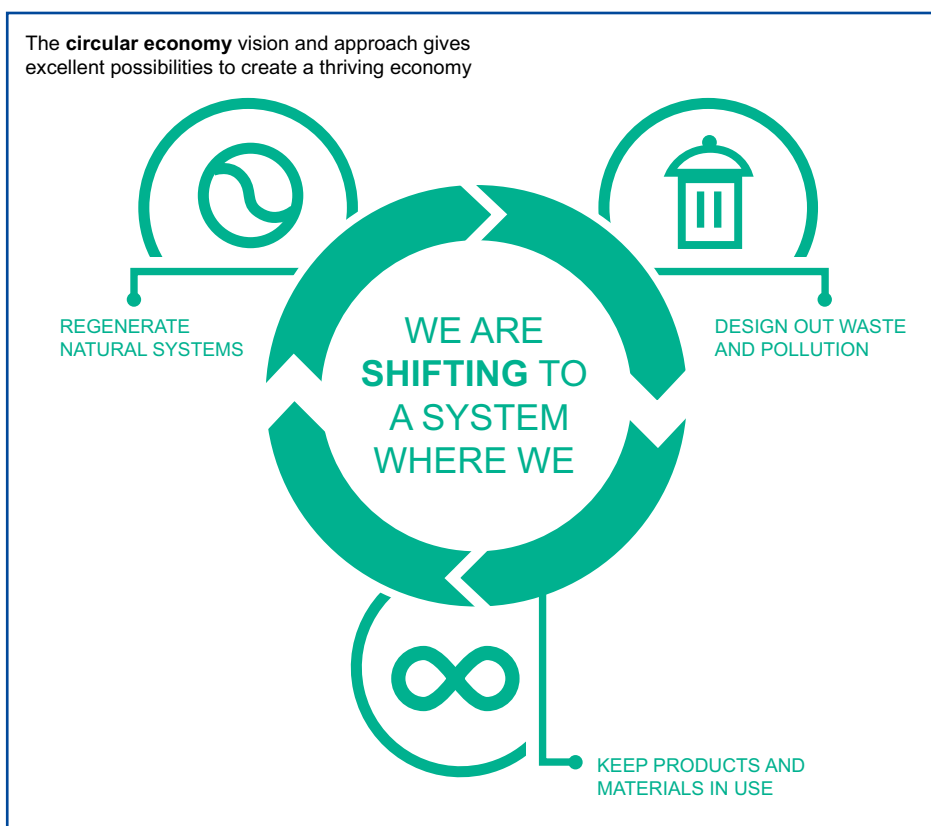 The circular economy vision and approach gives
excellent possibilities to create a thriving economy
REGENERATE
NATURAL SYSTEMS
WE ARE
SHIFTING TO
A SYSTEM
WHERE WE
DESIGN OUT WASTE
AND POLLUTION
KEEP PRODUCTS AND
MATERIALS IN USE